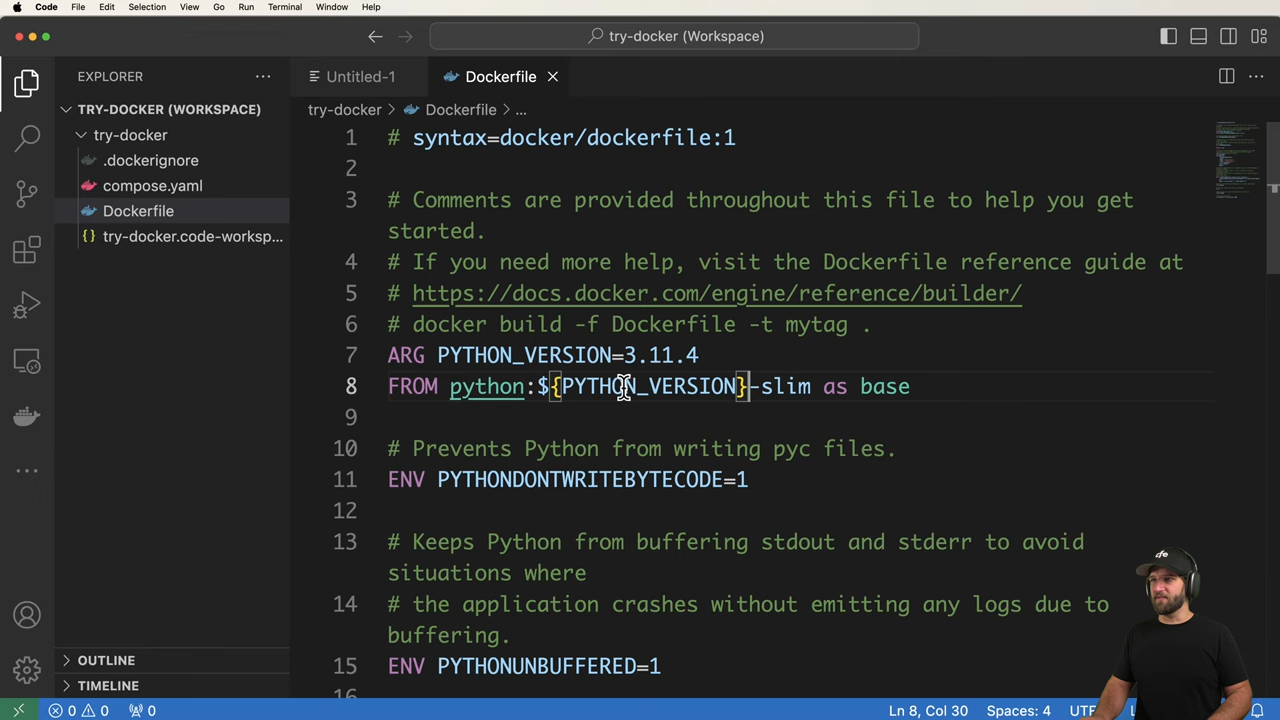 Code File Edit Selection View Go Run Terminal Window Help
try-docker (Workspace)
EXPLORER
Untitled-1
Dockerfile
TRY-DOCKER (WORKSPACE)
try-docker
.dockerignore
compose.yaml
Dockerfile
try-docker.code-worksp...
OUTLINE
TIMELINE
try-docker > Dockerfile > ...
1 # syntax=docker/dockerfile:1
2
3 # Comments are provided throughout this file to help you get
started.
4 # If you need more help, visit the Dockerfile reference guide at
5 # https://docs.docker.com/engine/reference/builder/
6 # docker build -f Dockerfile -t mytag .
7 ARG PYTHON_VERSION=3.11.4
8 FROM python:${PYTHON_VERSION}-slim as base
9
10 # Prevents Python from writing pyc files.
11 ENV PYTHONDONTWRITEBYTECODE=1
12
13 # Keeps Python from buffering stdout and stderr to avoid
situations where
14 # the application crashes without emitting any logs due to
buffering.
15 ENV PYTHONUNBUFFERED=1
0 0 0 Ln 8, Col 30 Spaces: 4
cfe